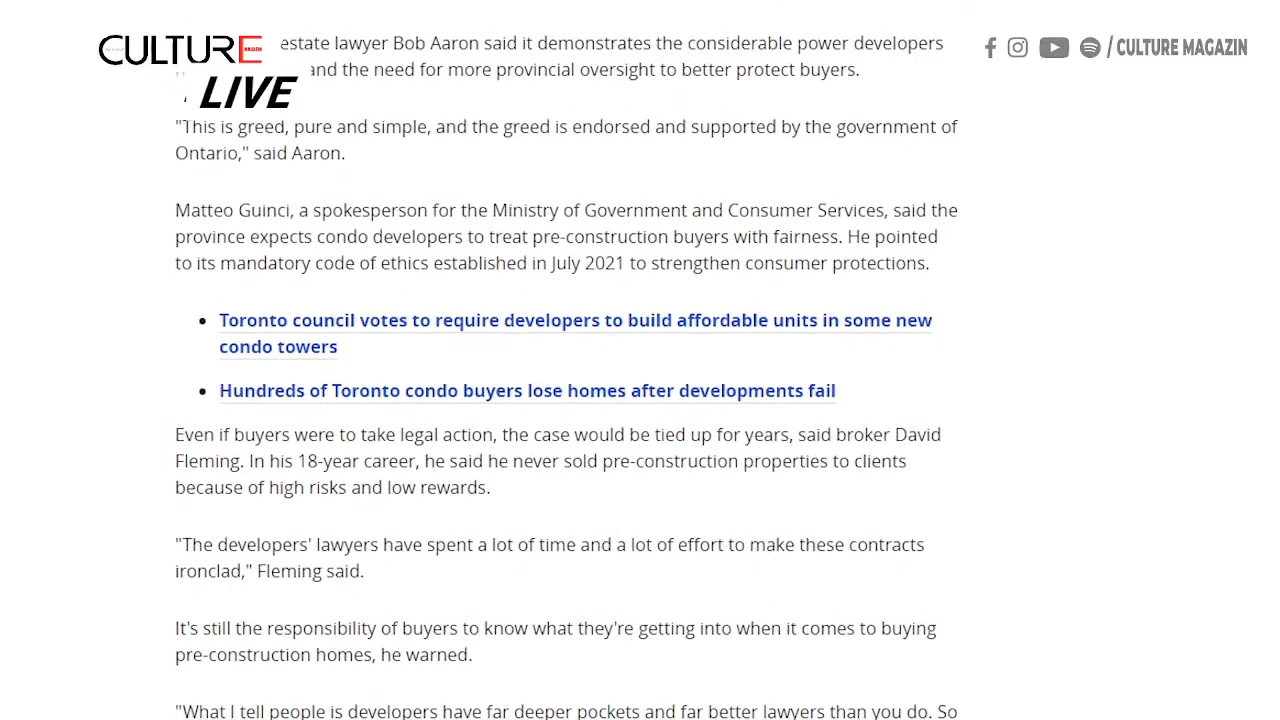 CULTURE
MAGAZIN
LIVE
/ CULTURE MAGAZIN
estate lawyer Bob Aaron said it demonstrates the considerable power developers
and the need for more provincial oversight to better protect buyers.
"This is greed, pure and simple, and the greed is endorsed and supported by the government of
Ontario," said Aaron.
Matteo Guinci, a spokesperson for the Ministry of Government and Consumer Services, said the
province expects condo developers to treat pre-construction buyers with fairness. He pointed
to its mandatory code of ethics established in July 2021 to strengthen consumer protections.
• Toronto council votes to require developers to build affordable units in some new
condo towers
• Hundreds of Toronto condo buyers lose homes after developments fail
Even if buyers were to take legal action, the case would be tied up for years, said broker David
Fleming. In his 18-year career, he said he never sold pre-construction properties to clients
because of high risks and low rewards.
"The developers' lawyers have spent a lot of time and a lot of effort to make these contracts
ironclad," Fleming said.
It's still the responsibility of buyers to know what they're getting into when it comes to buying
pre-construction homes, he warned.
"What I tell people is developers have far deeper pockets and far better lawyers than you do. So